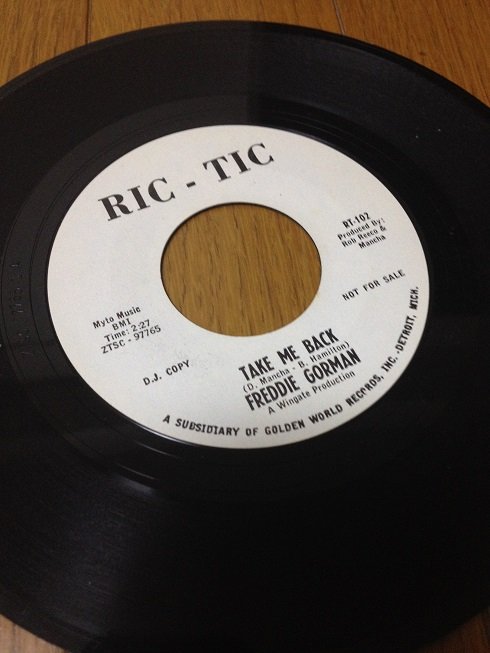 RIC - TIC
RT-102
Produced By:
Rob Reeco &
Mancha
NOT FOR SALE
Myto Music
BMI
Time: 2:27
ZTSC - 97765
D.J. COPY
TAKE ME BACK
(D. Mancha - B. Hamilton)
FREDDIE GORMAN
A Wingate Production
A SUBSIDIARY OF GOLDEN WORLD RECORDS, INC. - DETROIT, MICH.